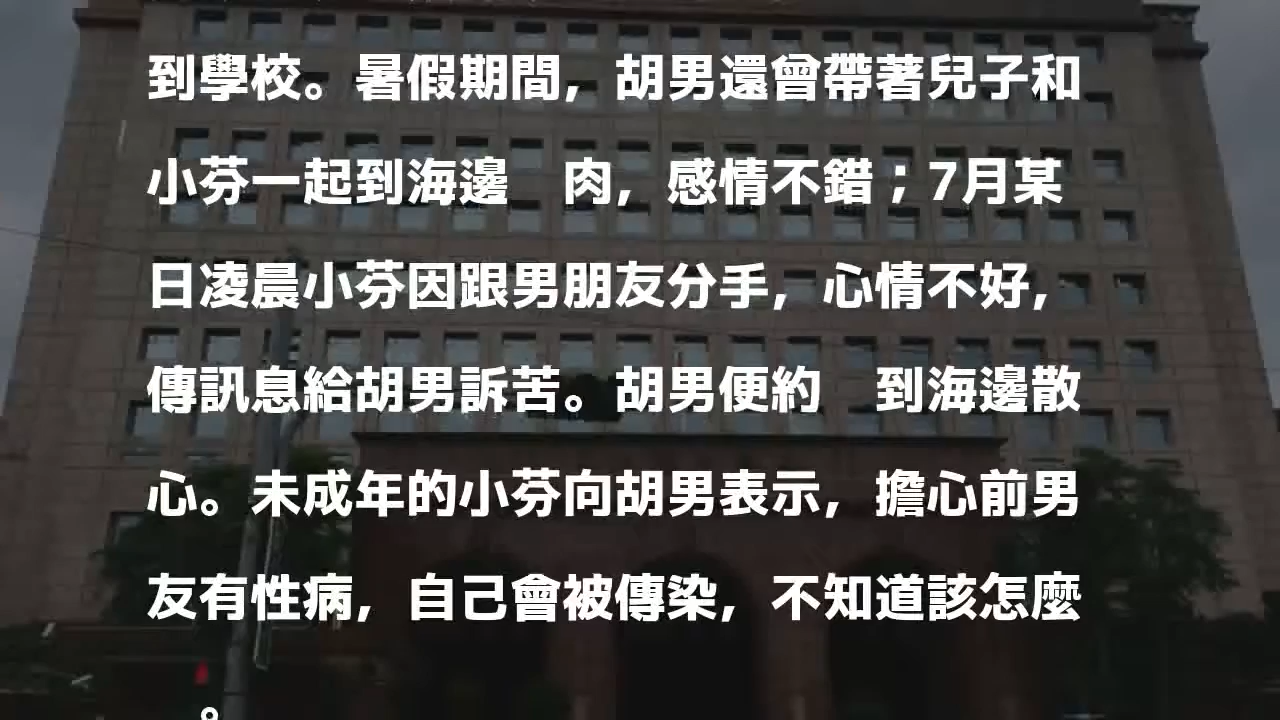 到學校。暑假期間，胡男還曾帶著兒子和
小芬一起到海邊　肉，感情不錯；7月某
日凌晨小芬因跟男朋友分手，心情不好，
傳訊息給胡男訴苦。胡男便約　到海邊散
心。未成年的小芬向胡男表示，擔心前男
友有性病，自己會被傳染，不知道該怎麼
。